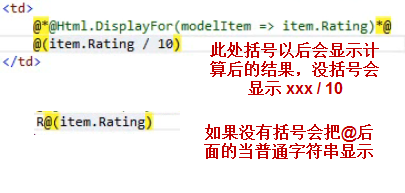 <td>
@*@Html.DisplayFor(modelItem => item.Rating)*@
@(item.Rating / 10)
</td>
此处括号以后会显示计
算后的结果，没括号会
显示 xxx / 10
R@(item.Rating)
如果没有括号会把@后
面的当普通字符串显示